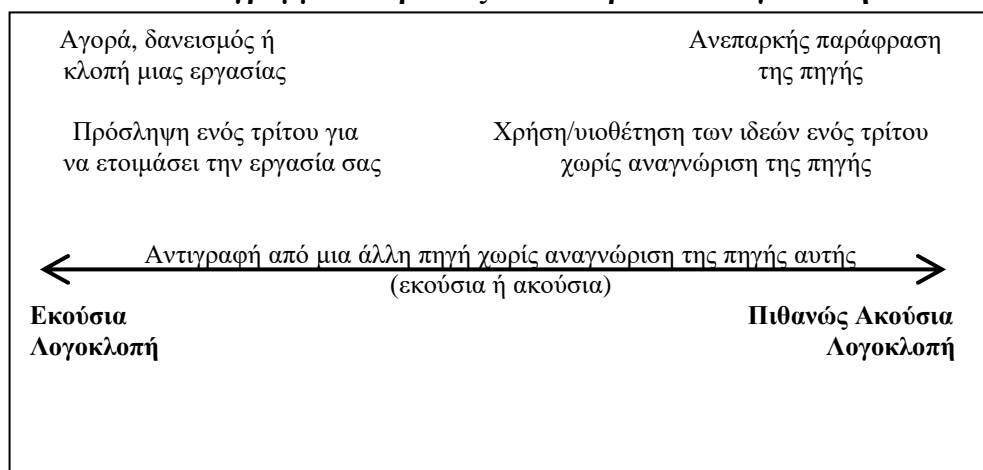 Αγορά, δανεισμός ή
κλοπή μιας εργασίας
Ανεπαρκής παράφραση
της πηγής
Πρόσληψη ενός τρίτου για
να ετοιμάσει την εργασία σας
Χρήση/υιοθέτηση των ιδεών ενός τρίτου
χωρίς αναγνώριση της πηγής
Αντιγραφή από μια άλλη πηγή χωρίς αναγνώριση της πηγής αυτής
(εκούσια ή ακούσια)
Εκούσια
Λογοκλοπή
Πιθανώς Ακούσια
Λογοκλοπή